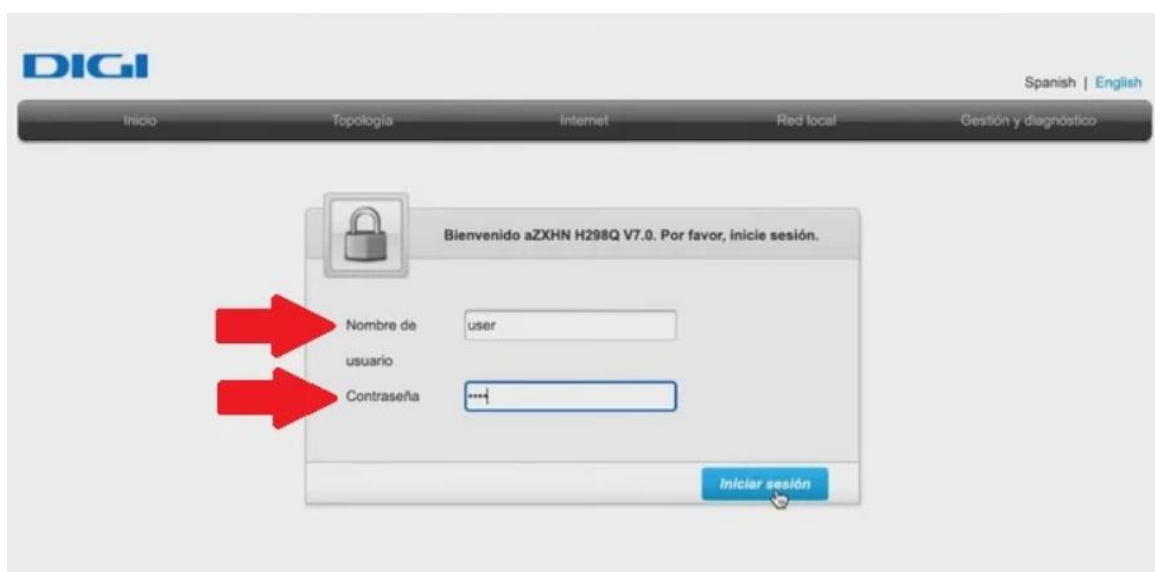 DIGI
Spanish | English
Inicio Topología Internet Red local Gestión y diagnóstico
Bienvenido aZXHN H298Q V7.0. Por favor, inicie sesión.
Nombre de user
usuario
Contraseña ••••
Iniciar sesión